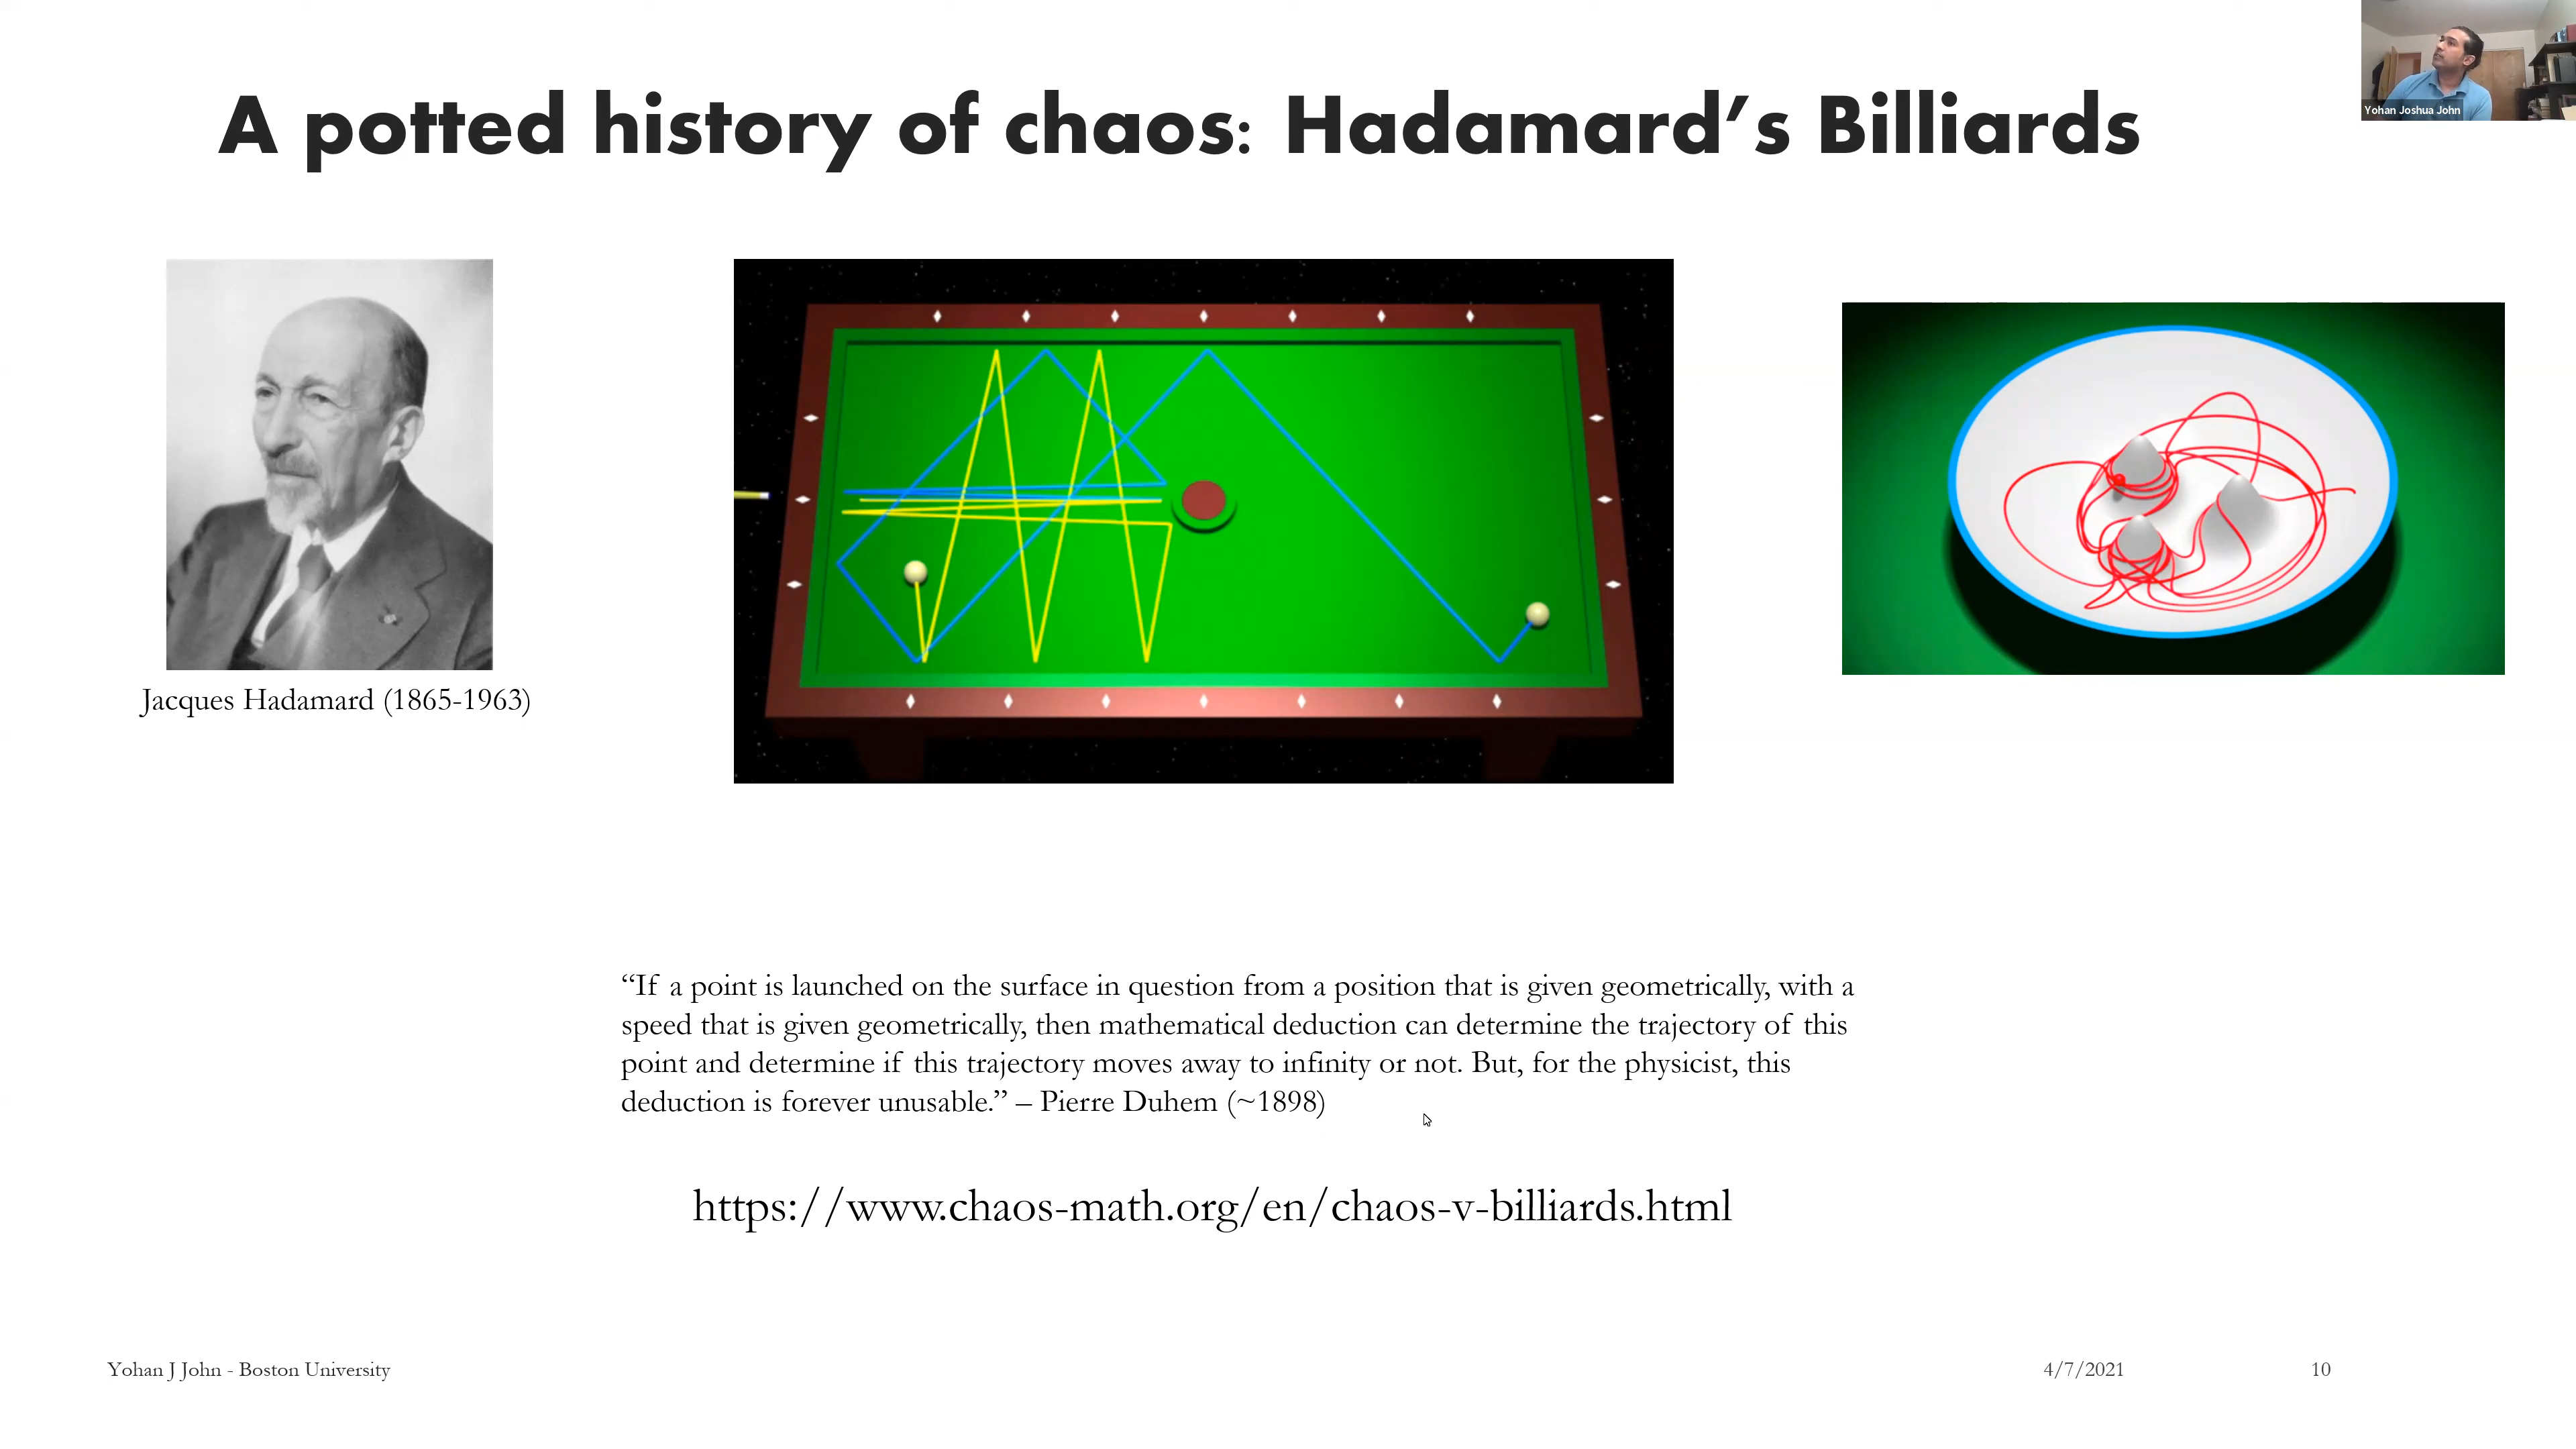 A potted history of chaos: Hadamard’s Billiards
Yohan Joshua John
Jacques Hadamard (1865-1963)
“If a point is launched on the surface in question from a position that is given geometrically, with a
speed that is given geometrically, then mathematical deduction can determine the trajectory of this
point and determine if this trajectory moves away to infinity or not. But, for the physicist, this
deduction is forever unusable.” – Pierre Duhem (~1898)
https://www.chaos-math.org/en/chaos-v-billiards.html
Yohan J John - Boston University
4/7/2021
10